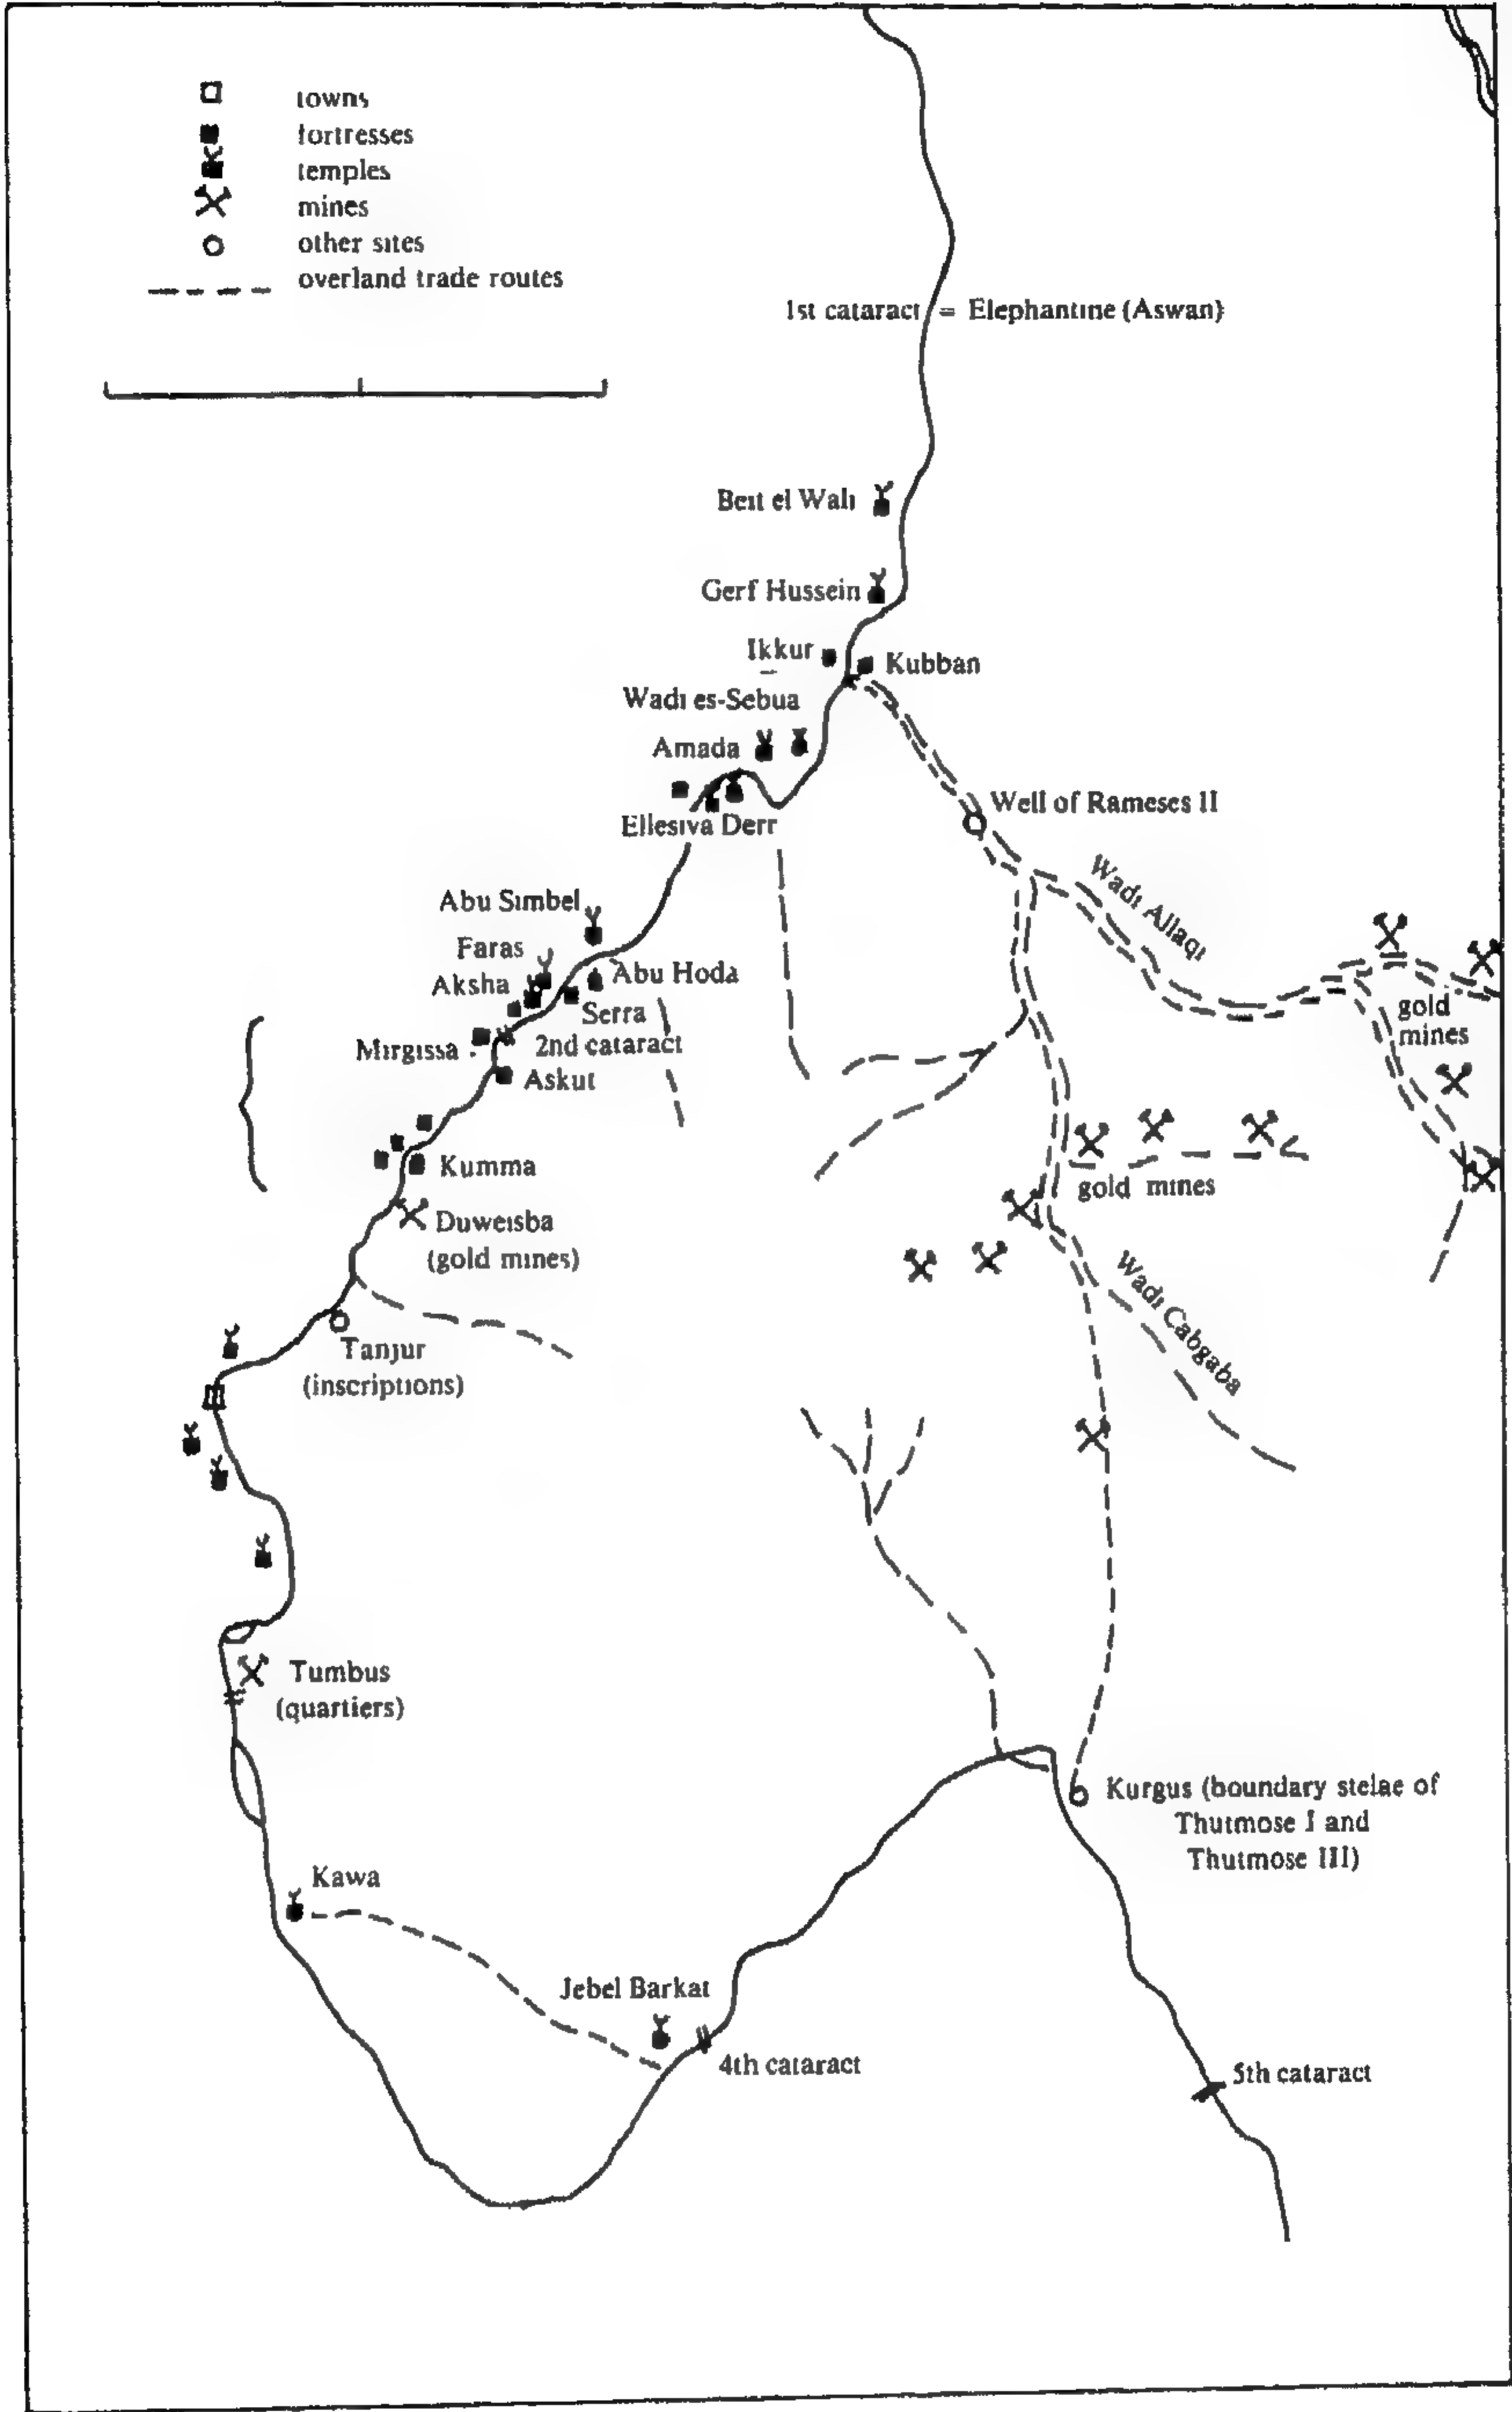 towns
fortresses
temples
mines
other sites
overland trade routes
1st cataract = Elephantine (Aswan)
Beit el Wali
Gerf Hussein
Ikkur
Kubban
Wadi es-Sebua
Amada
Well of Rameses II
Ellesiva Derr
Wadi Allaqi
Abu Simbel
Faras
Abu Hoda
Aksha
Serra
gold
mines
2nd cataract
Mirgissa
Askut
Kumma
gold mines
Duweisba
(gold mines)
Wadi Cabgaba
Tanjur
(inscriptions)
Tumbus
(quartiers)
Kurgus (boundary stelae of
Thutmose I and
Thutmose III)
Kawa
Jebel Barkat
4th cataract
5th cataract